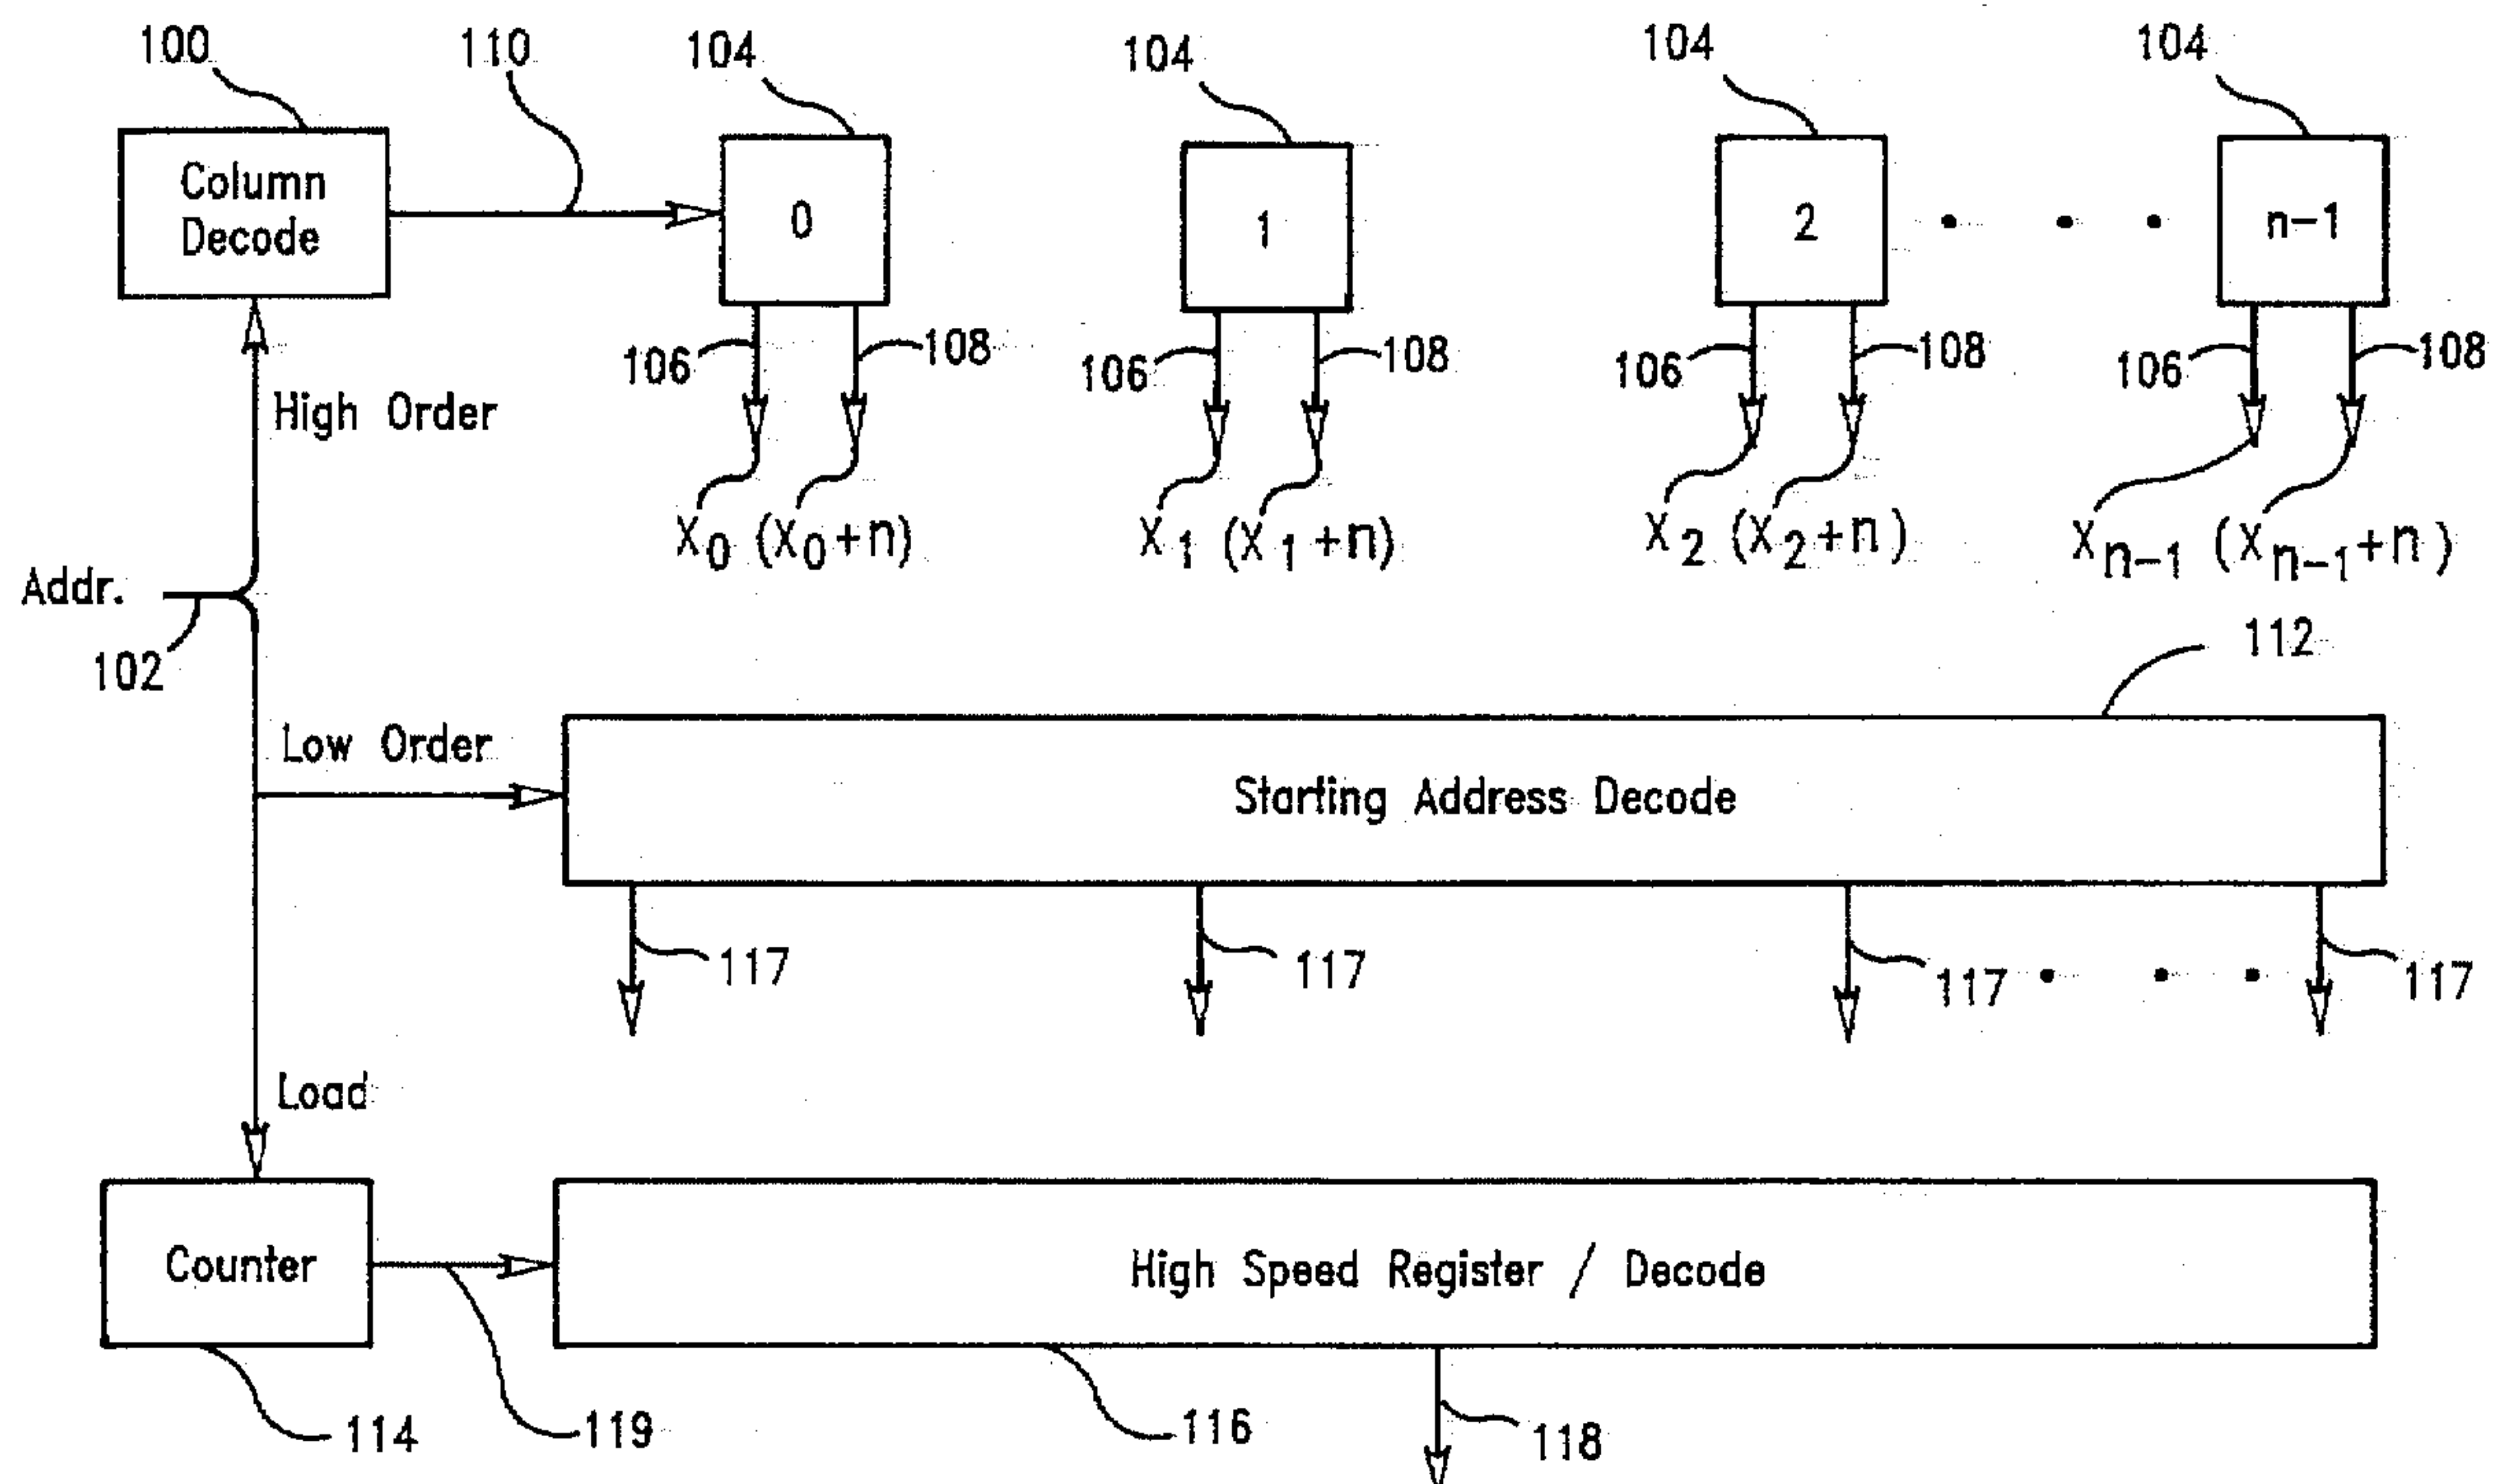 100 110 104 104 104 104
Column
Decode
0 1 2 • • • n-1
106 108 106 108 106 108 106 108
High Order
X0 (X0+n) X1 (X1+n) X2 (X2+n) Xn-1 (Xn-1+n)
Addr.
102
112
Low Order
Starting Address Decode
117 117 117 • • • 117
Load
Counter
High Speed Register / Decode
114 119 116 118